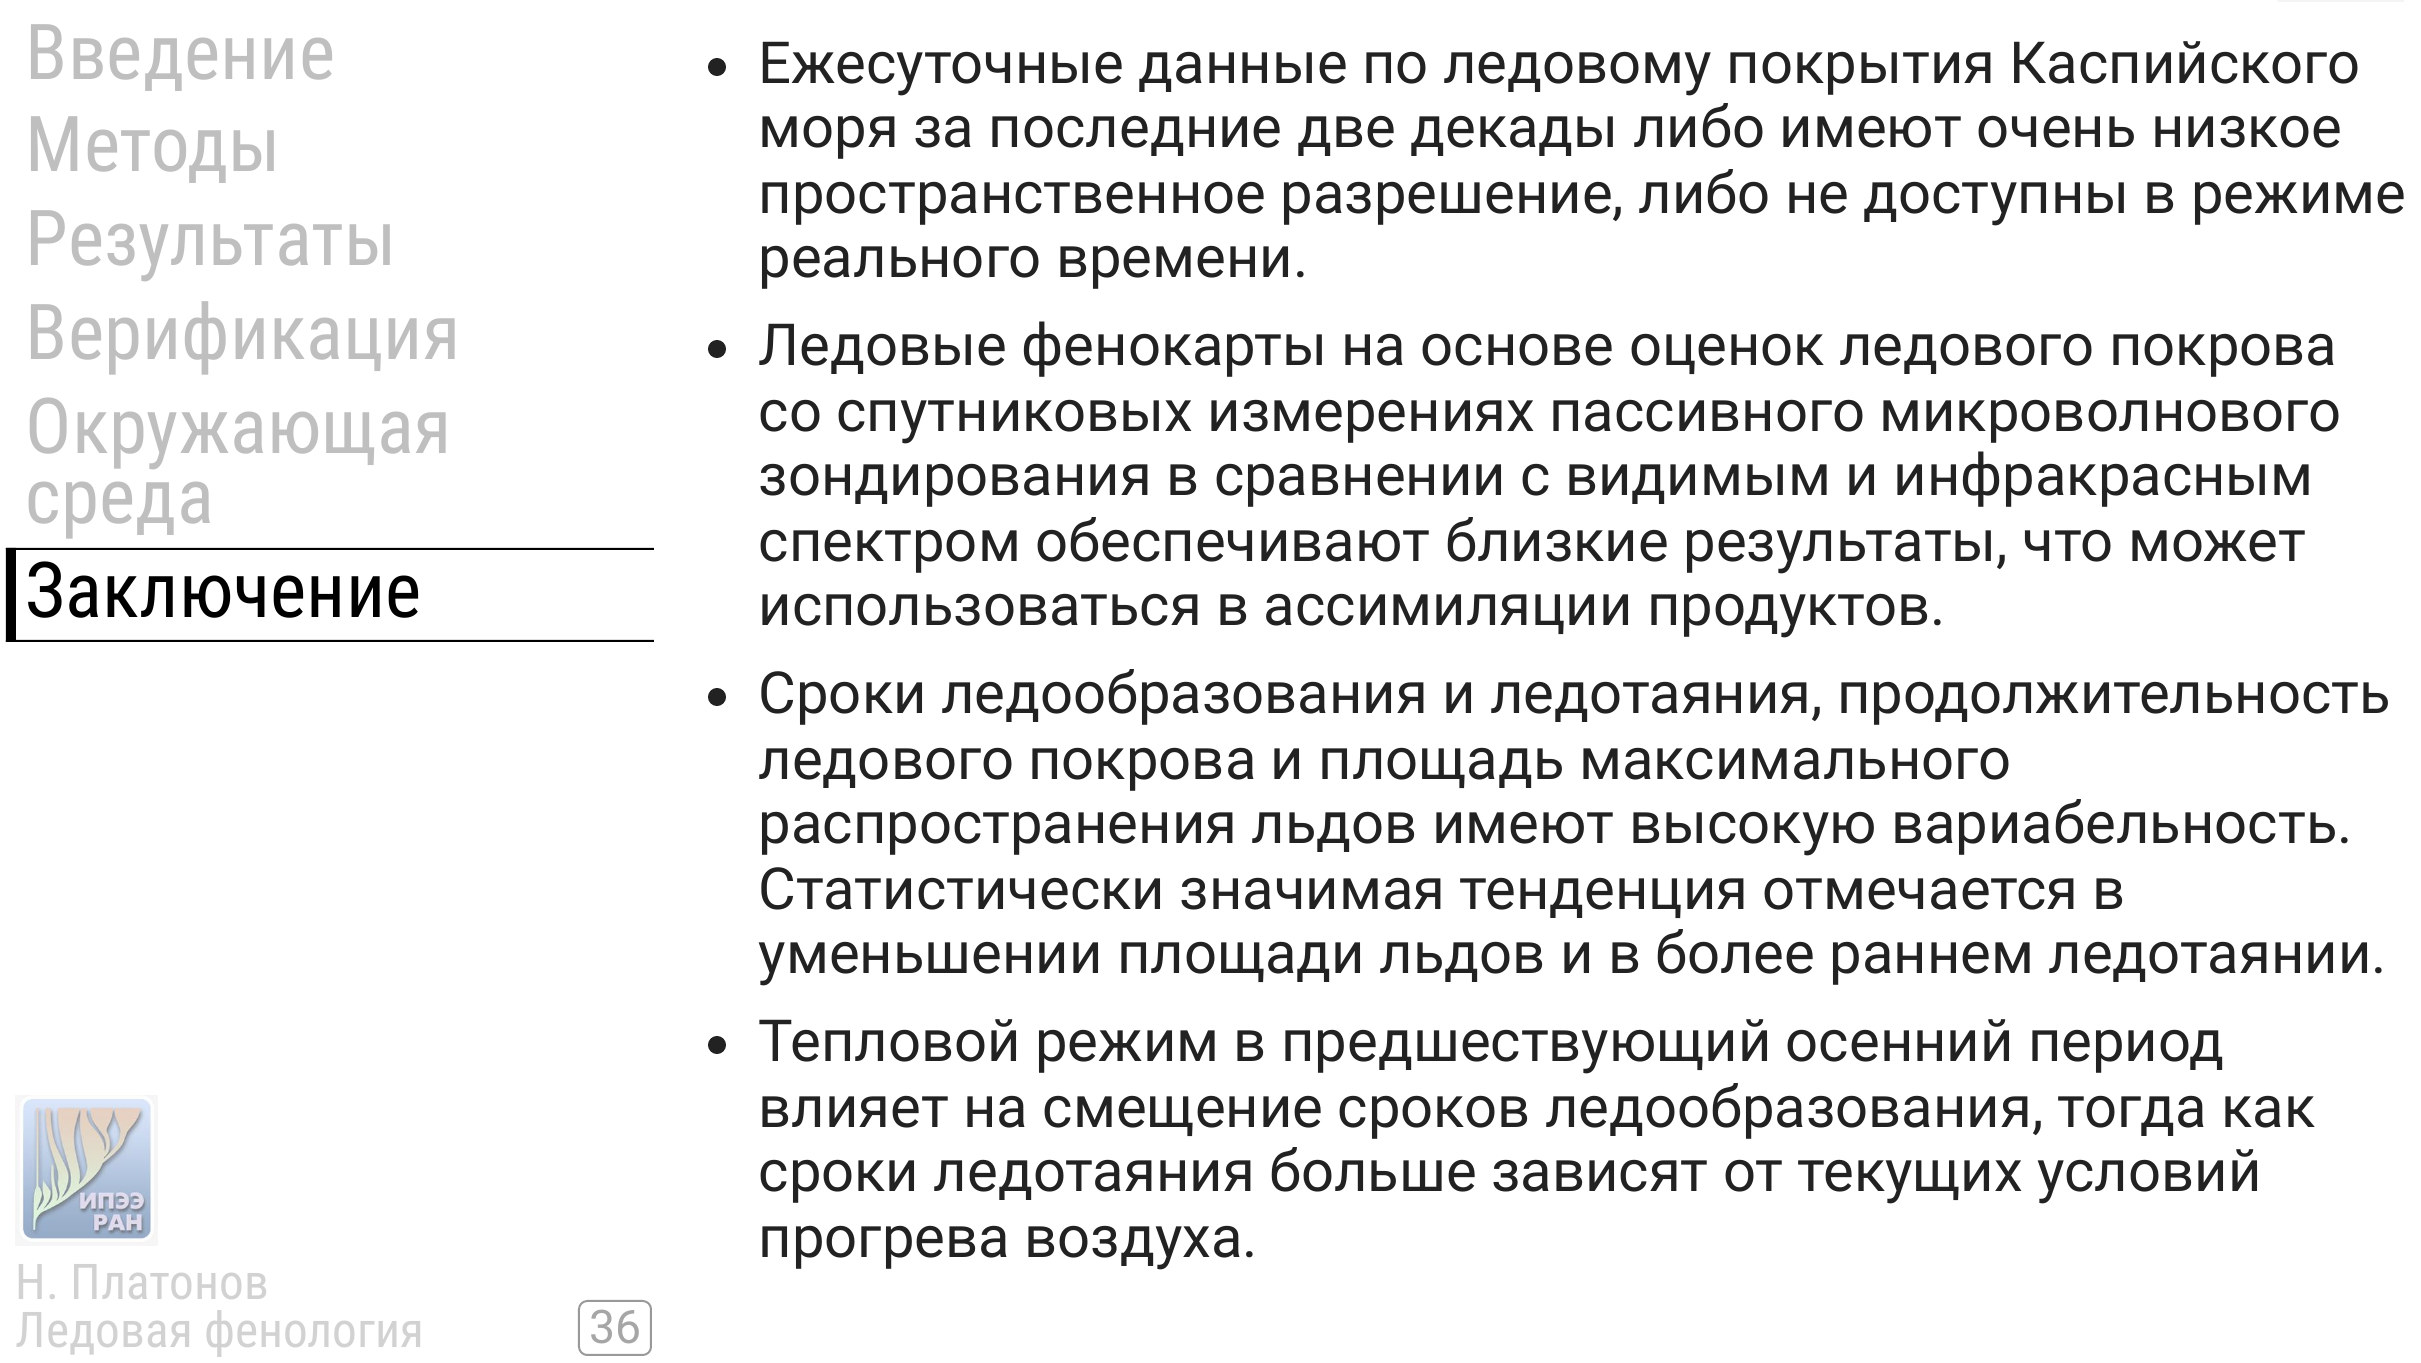 Введение
Методы
Результаты
Верификация
Окружающая
среда
Заключение
• Ежесуточные данные по ледовому покрытия Каспийского
моря за последние две декады либо имеют очень низкое
пространственное разрешение, либо не доступны в режиме
реального времени.
• Ледовые фенокарты на основе оценок ледового покрова
со спутниковых измерениях пассивного микроволнового
зондирования в сравнении с видимым и инфракрасным
спектром обеспечивают близкие результаты, что может
использоваться в ассимиляции продуктов.
• Сроки ледообразования и ледотаяния, продолжительность
ледового покрова и площадь максимального
распространения льдов имеют высокую вариабельность.
Статистически значимая тенденция отмечается в
уменьшении площади льдов и в более раннем ледотаянии.
• Тепловой режим в предшествующий осенний период
влияет на смещение сроков ледообразования, тогда как
сроки ледотаяния больше зависят от текущих условий
прогрева воздуха.
ИПЭЭ
РАН
Н. Платонов
Ледовая фенология
36